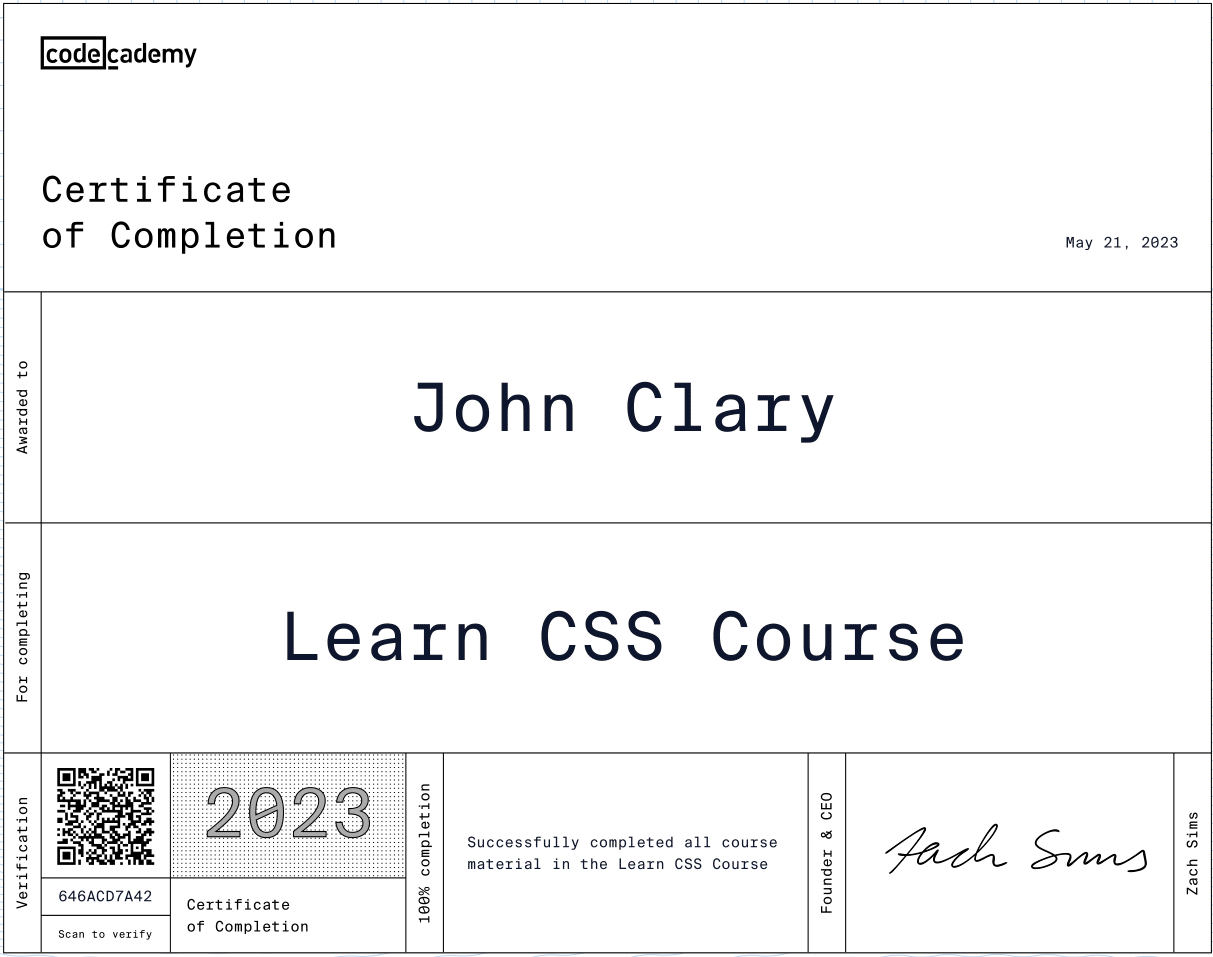 codecademy
Certificate
of Completion
May 21, 2023
Awarded to
John Clary
For completing
Learn CSS Course
Verification
646ACD7A42
Scan to verify
2023
Certificate
of Completion
100% completion
Successfully completed all course
material in the Learn CSS Course
Founder & CEO
Zach Sims
Zach Sims